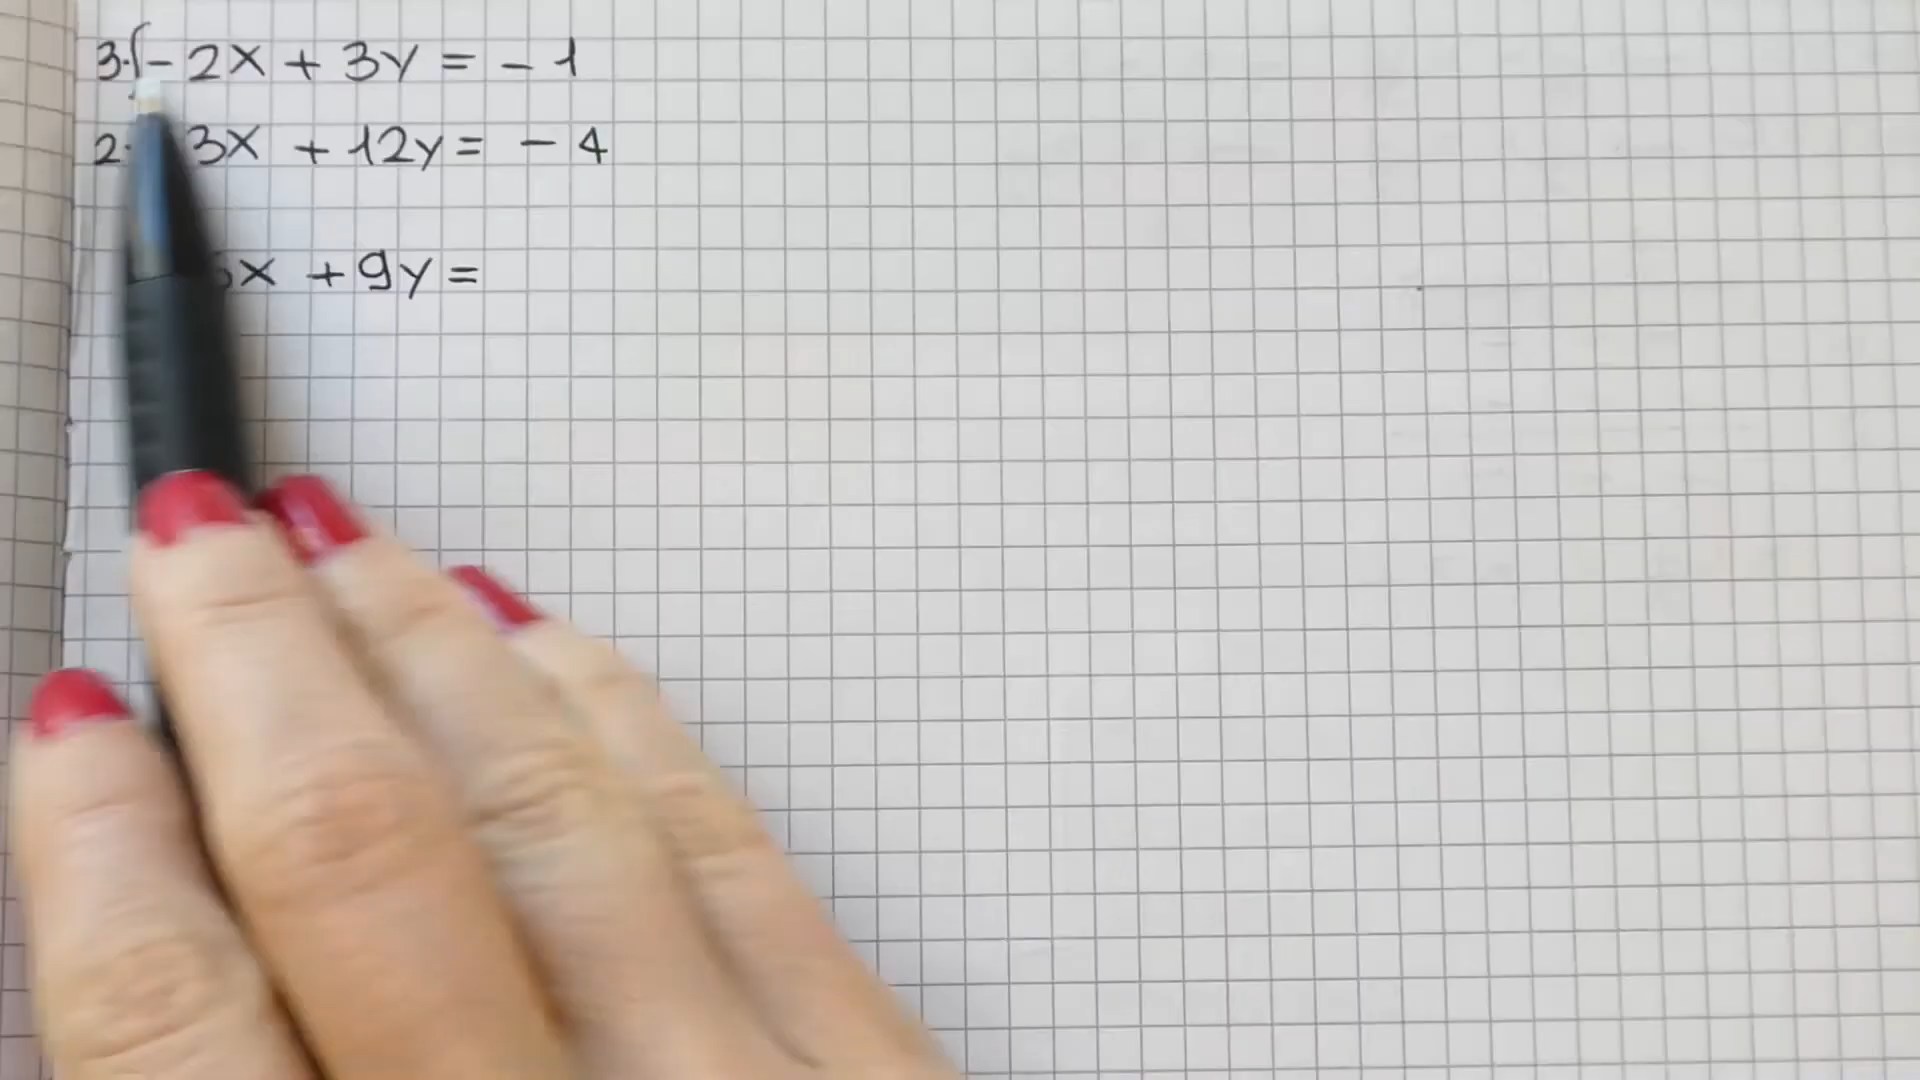 3·(-2x + 3y = - 1
2· 3x + 12y = - 4
x + 9y =